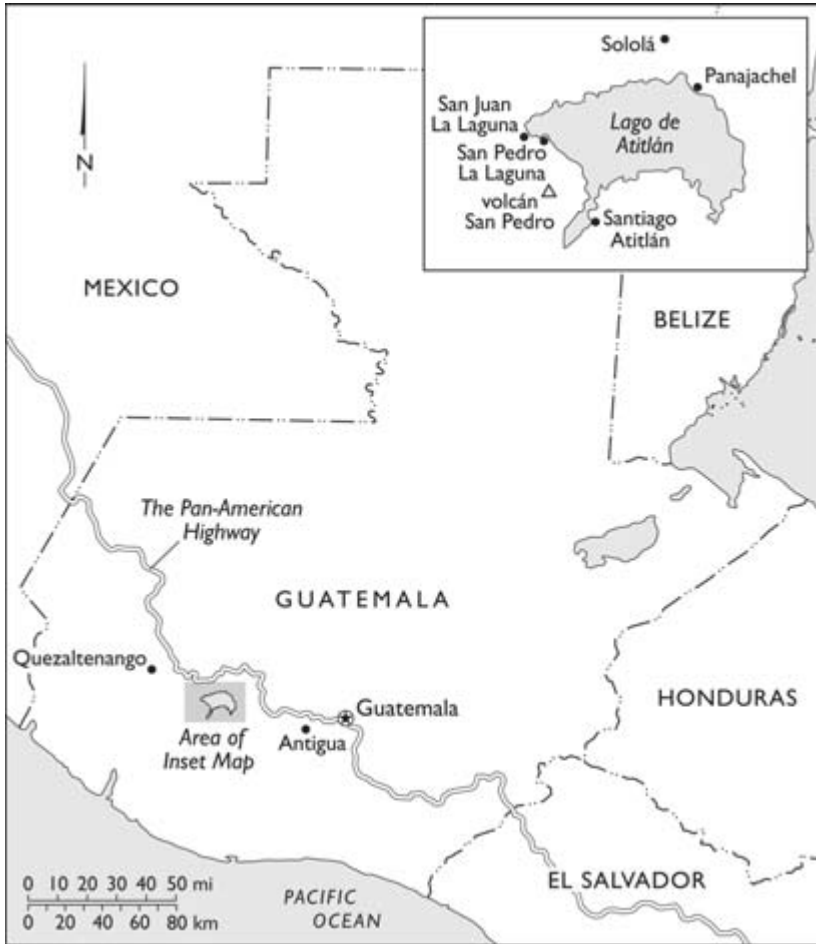 Sololá
Panajachel
San Juan
La Laguna
Lago de
Atitlán
San Pedro
La Laguna
volcán
San Pedro
Santiago
Atitlán
N
MEXICO
BELIZE
The Pan-American
Highway
GUATEMALA
Quezaltenango
HONDURAS
Guatemala
Antigua
Area of
Inset Map
EL SALVADOR
0 10 20 30 40 50 mi
0 20 40 60 80 km
PACIFIC
OCEAN